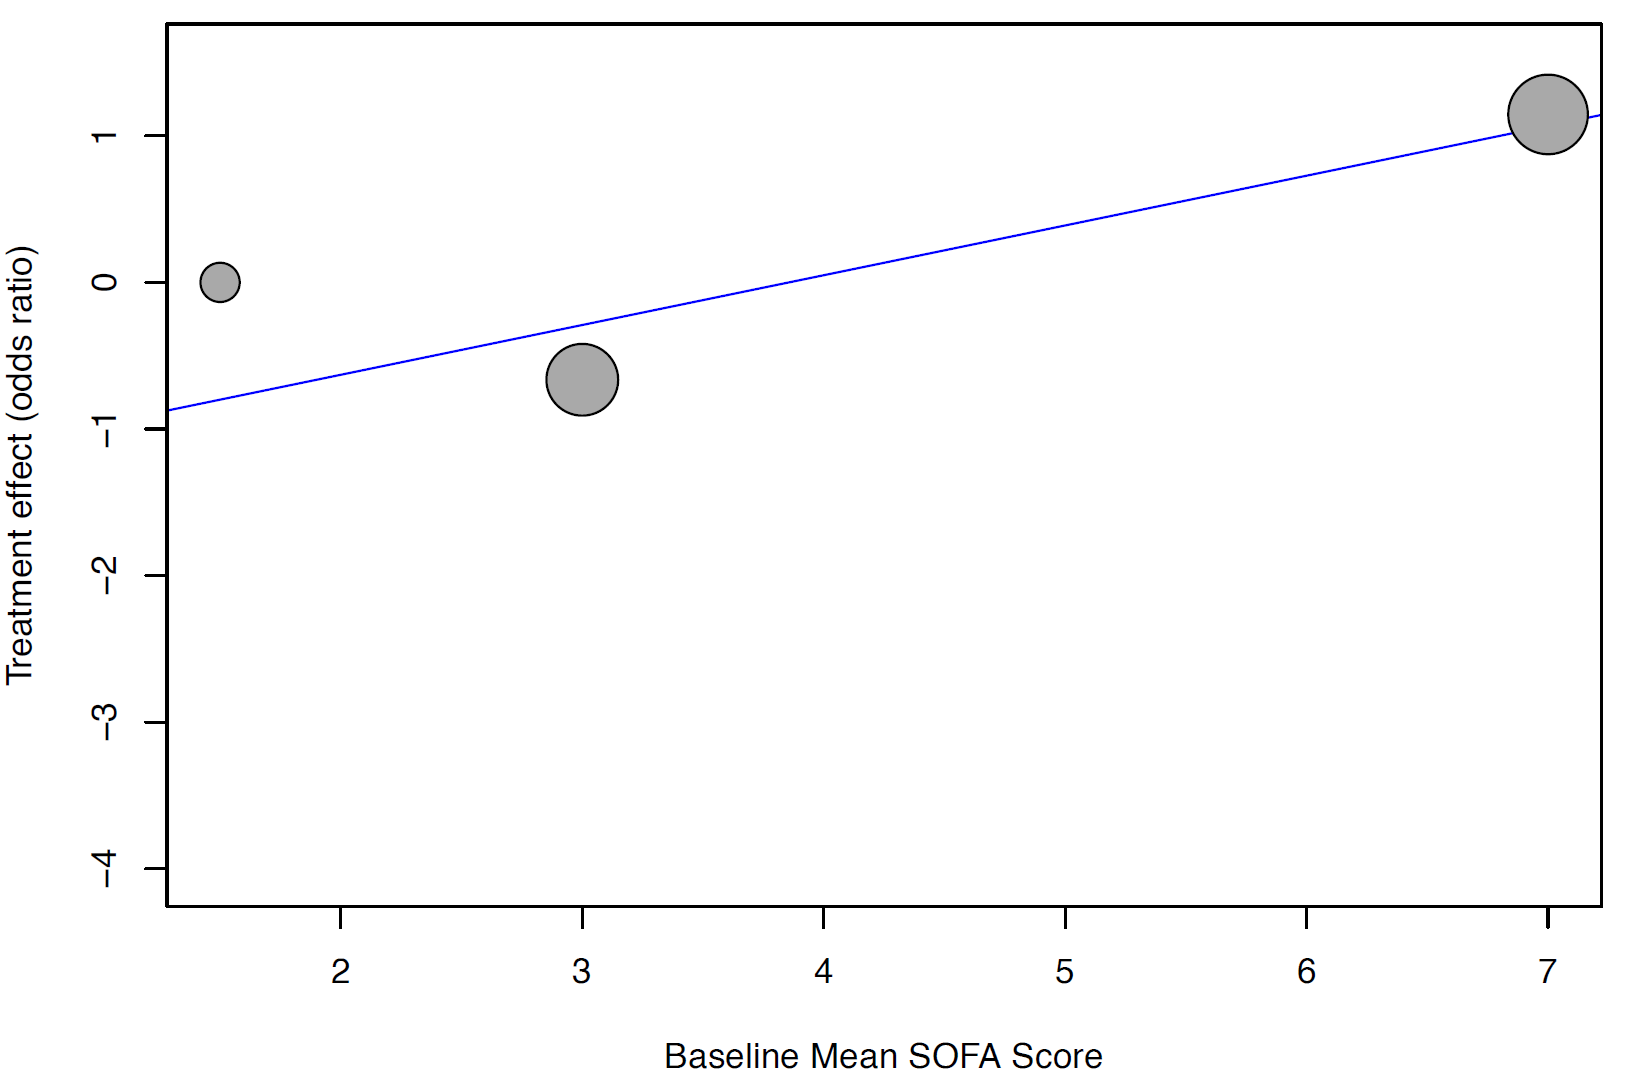 Treatment effect (odds ratio)
1
0
−1
−2
−3
−4
2 3 4 5 6 7
Baseline Mean SOFA Score